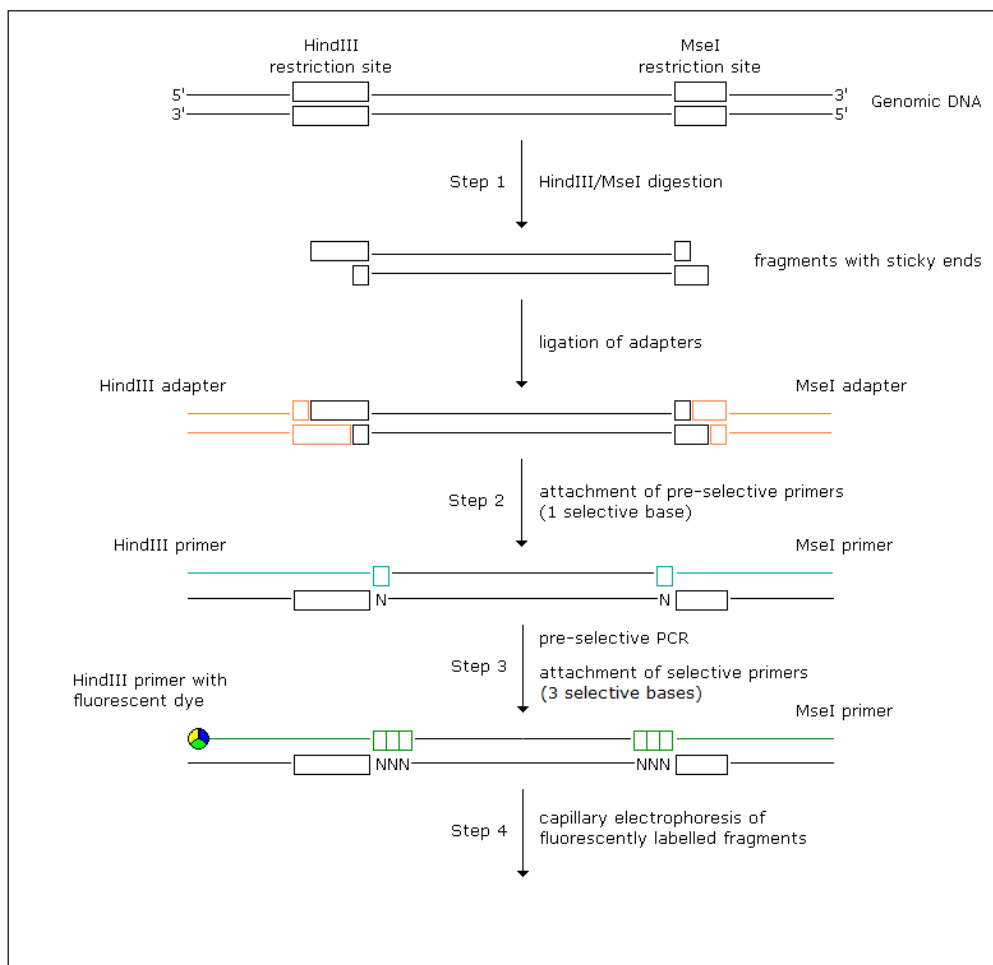 HindIII
restriction site
MseI
restriction site
5'
3'
3'
5'
Genomic DNA
Step 1
HindIII/MseI digestion
fragments with sticky ends
ligation of adapters
HindIII adapter
MseI adapter
Step 2
attachment of pre-selective primers
(1 selective base)
HindIII primer
MseI primer
N
N
pre-selective PCR
Step 3
attachment of selective primers
(3 selective bases)
HindIII primer with
fluorescent dye
MseI primer
NNN
NNN
Step 4
capillary electrophoresis of
fluorescently labelled fragments